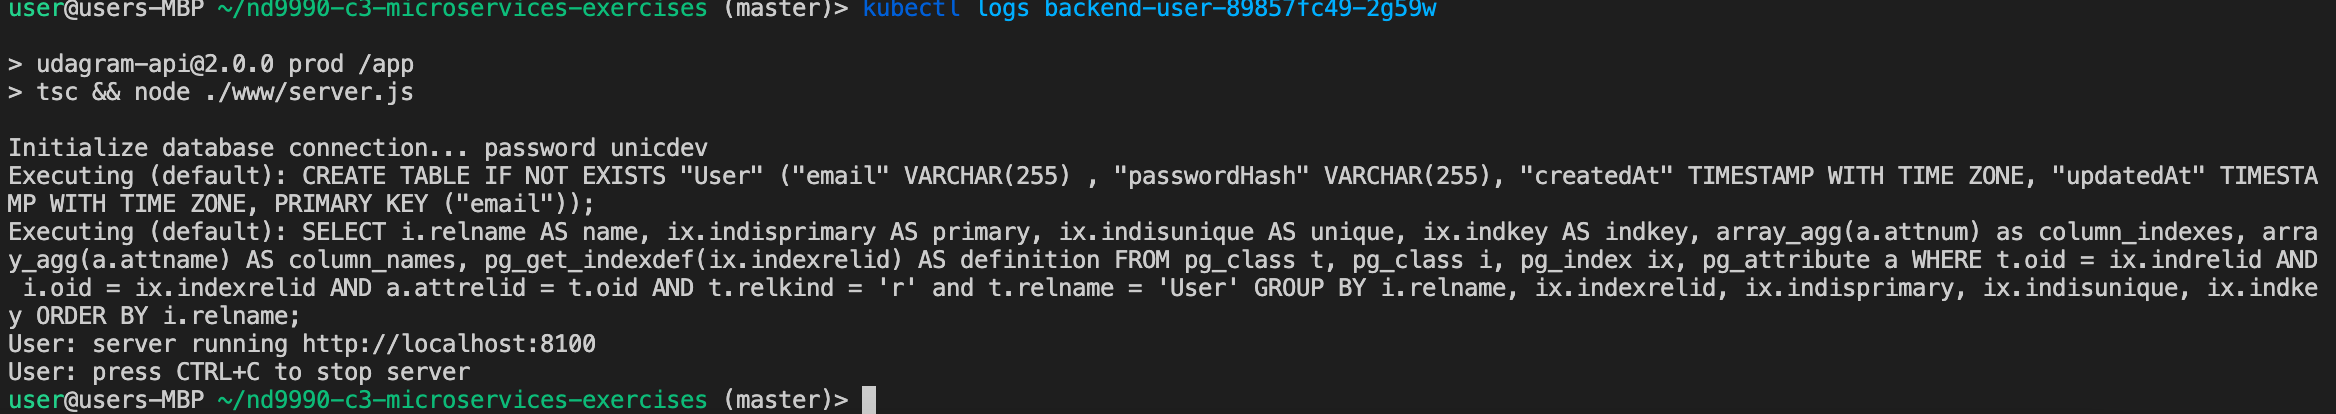 user@users-MBP ~/nd9990-c3-microservices-exercises (master)> kubectl logs backend-user-89857fc49-2g59w
> udagram-api@2.0.0 prod /app
> tsc && node ./www/server.js
Initialize database connection... password unicdev
Executing (default): CREATE TABLE IF NOT EXISTS "User" ("email" VARCHAR(255) , "passwordHash" VARCHAR(255), "createdAt" TIMESTAMP WITH TIME ZONE, "updatedAt" TIMESTA
MP WITH TIME ZONE, PRIMARY KEY ("email"));
Executing (default): SELECT i.relname AS name, ix.indisprimary AS primary, ix.indisunique AS unique, ix.indkey AS indkey, array_agg(a.attnum) as column_indexes, arra
y_agg(a.attname) AS column_names, pg_get_indexdef(ix.indexrelid) AS definition FROM pg_class t, pg_class i, pg_index ix, pg_attribute a WHERE t.oid = ix.indrelid AND
 i.oid = ix.indexrelid AND a.attrelid = t.oid AND t.relkind = 'r' and t.relname = 'User' GROUP BY i.relname, ix.indexrelid, ix.indisprimary, ix.indisunique, ix.indke
y ORDER BY i.relname;
User: server running http://localhost:8100
User: press CTRL+C to stop server
user@users-MBP ~/nd9990-c3-microservices-exercises (master)>